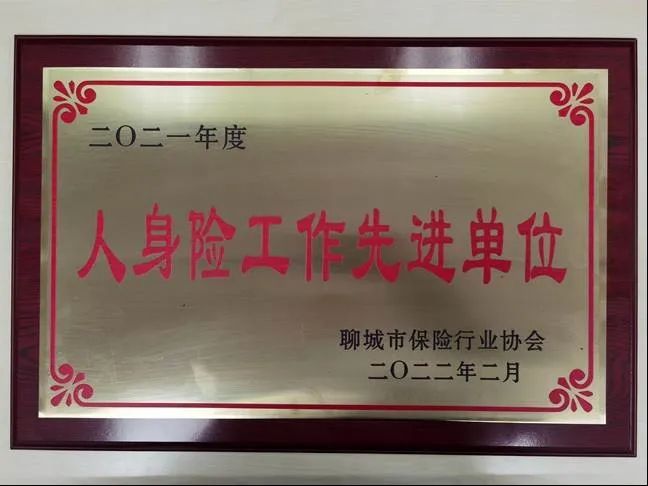 二〇二一年度
人身险工作先进单位
聊城市保险行业协会
二〇二二年二月